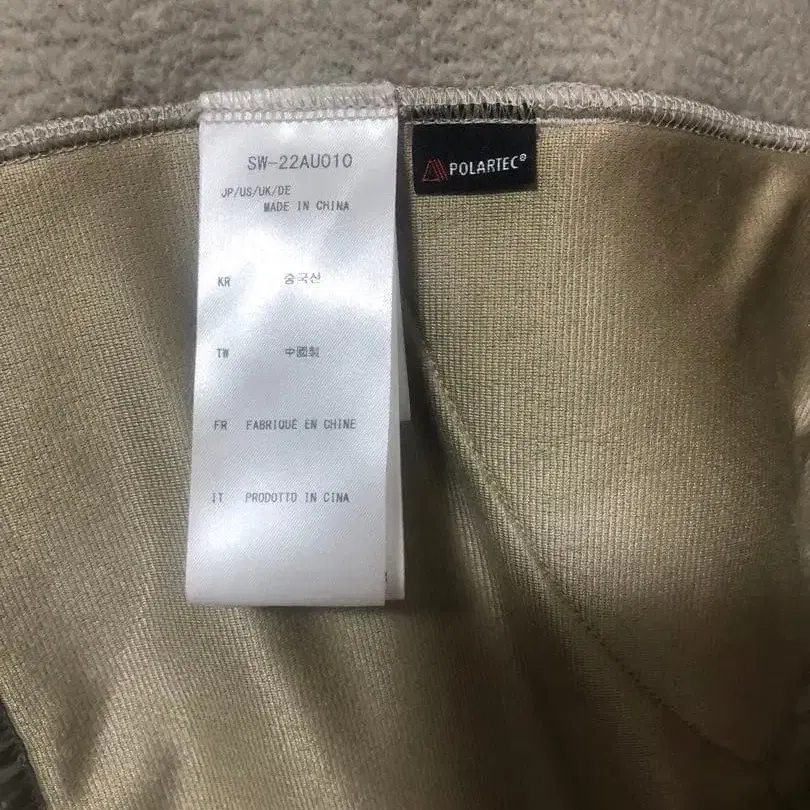 SW-22AU010
JP/US/UK/DE
MADE IN CHINA
KR 중국산
TW 中國製
FR FABRIQUÉ EN CHINE
IT PRODOTTO IN CINA
POLARTEC®